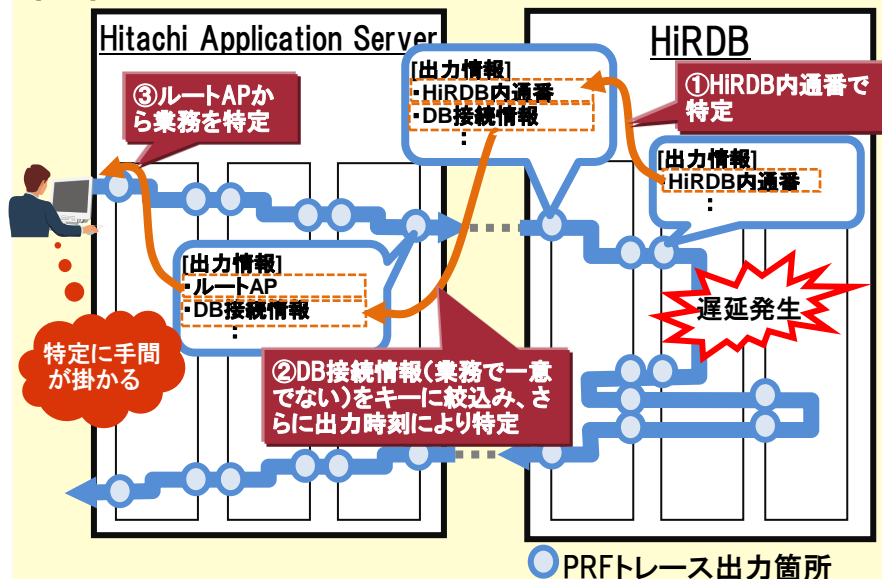 Hitachi Application Server
HiRDB
③ルートAPか
ら業務を特定
[出力情報]
・HiRDB内通番
・DB接続情報
：
①HiRDB内通番で
特定
[出力情報]
・HiRDB内通番
：
[出力情報]
・ルートAP
・DB接続情報
：
遅延発生
特定に手間
が掛かる
②DB接続情報（業務で一意
でない）をキーに絞込み、さ
らに出力時刻により特定
PRFトレース出力箇所